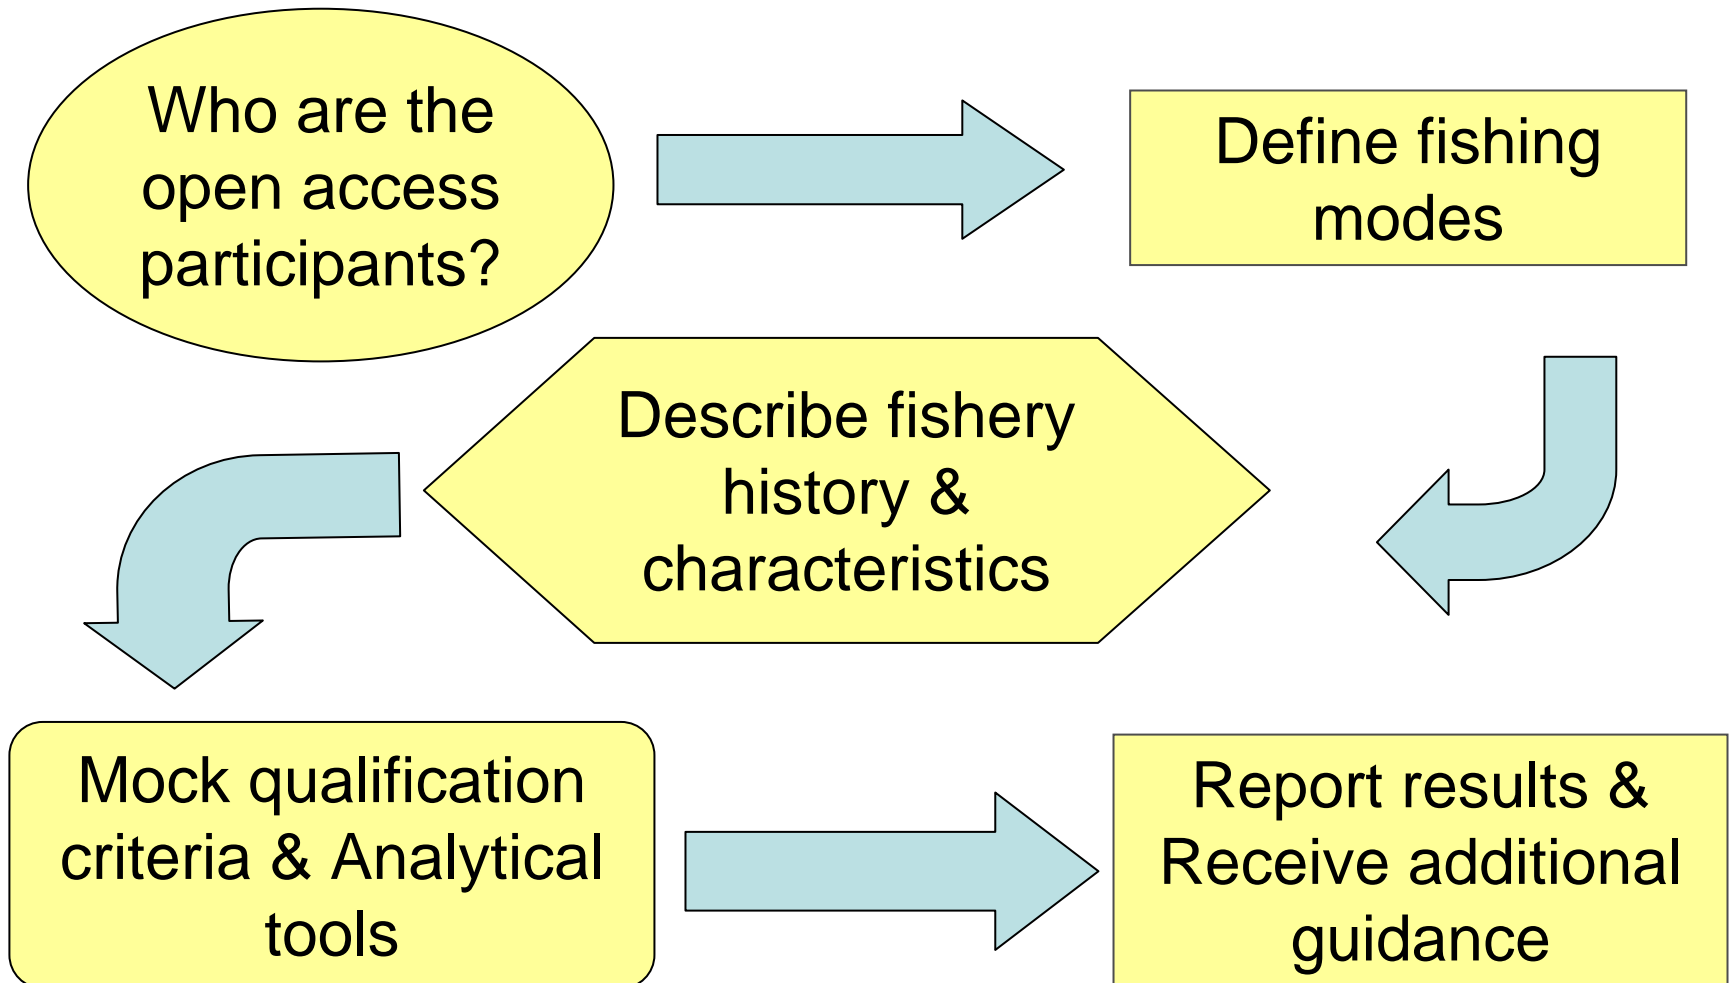 Who are the
open access
participants?
Define fishing
modes
Describe fishery
history &
characteristics
Mock qualification
criteria & Analytical
tools
Report results &
Receive additional
guidance